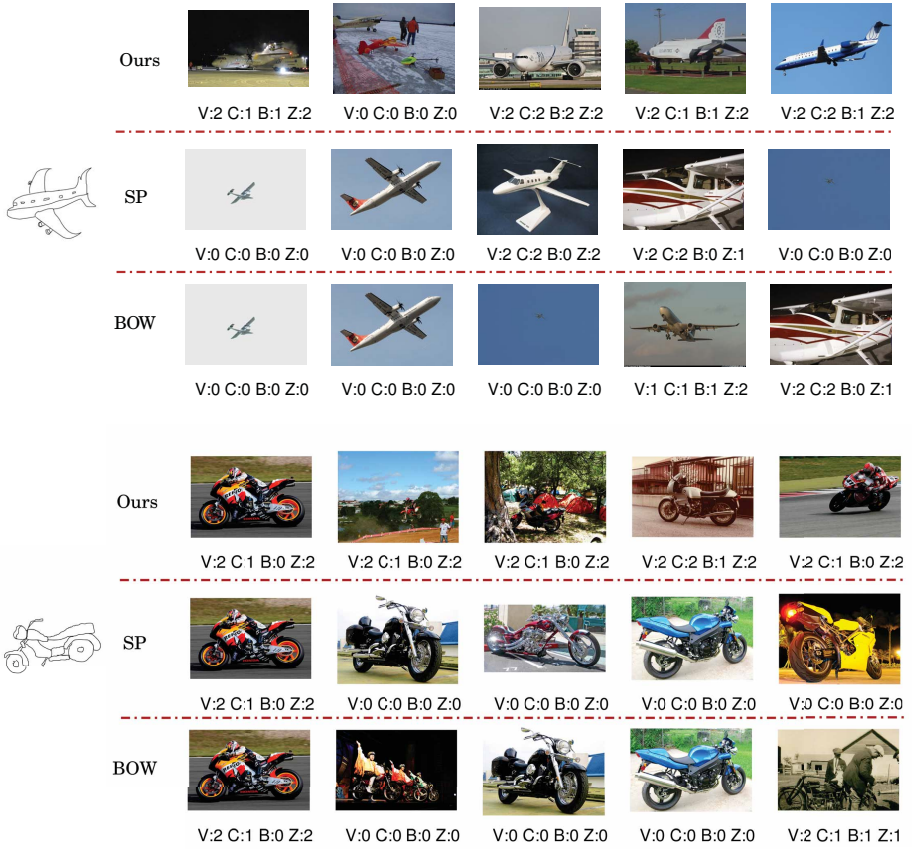 Ours
V:2 C:1 B:1 Z:2 V:0 C:0 B:0 Z:0 V:2 C:2 B:2 Z:2 V:2 C:1 B:1 Z:2 V:2 C:2 B:1 Z:2
SP
V:0 C:0 B:0 Z:0 V:0 C:0 B:0 Z:0 V:2 C:2 B:0 Z:2 V:2 C:2 B:0 Z:1 V:0 C:0 B:0 Z:0
BOW
V:0 C:0 B:0 Z:0 V:0 C:0 B:0 Z:0 V:0 C:0 B:0 Z:0 V:1 C:1 B:1 Z:2 V:2 C:2 B:0 Z:1
Ours
V:2 C:1 B:0 Z:2 V:2 C:1 B:0 Z:2 V:2 C:1 B:0 Z:2 V:2 C:2 B:1 Z:2 V:2 C:1 B:0 Z:2
SP
V:2 C:1 B:0 Z:2 V:0 C:0 B:0 Z:0 V:0 C:0 B:0 Z:0 V:0 C:0 B:0 Z:0 V:0 C:0 B:0 Z:0
BOW
V:2 C:1 B:0 Z:2 V:0 C:0 B:0 Z:0 V:0 C:0 B:0 Z:0 V:0 C:0 B:0 Z:0 V:2 C:1 B:1 Z:1